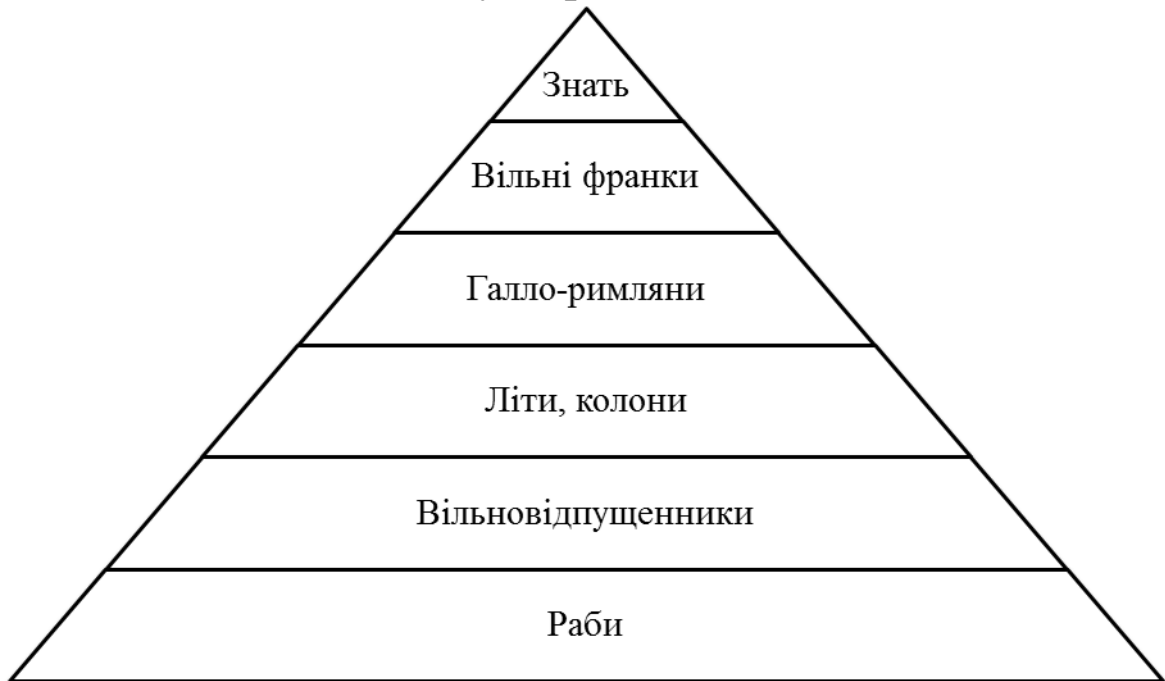 Знать
Вільні франки
Галло-римляни
Літи, колони
Вільновідпущенники
Раби